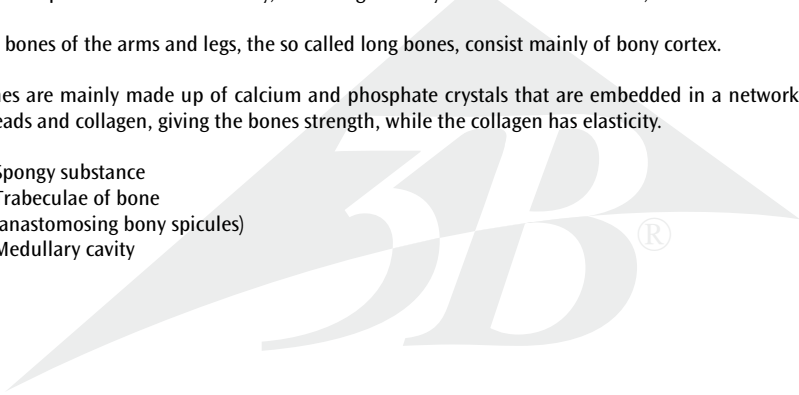 bones of the arms and legs, the so called long bones, consist mainly of bony cortex.
are mainly made up of calcium and phosphate crystals that are embedded in a network
and collagen, giving the bones strength, while the collagen has elasticity.
Spongy substance
Trabeculae of bone
anastomosing bony spicules)
Medullary cavity
3B
®